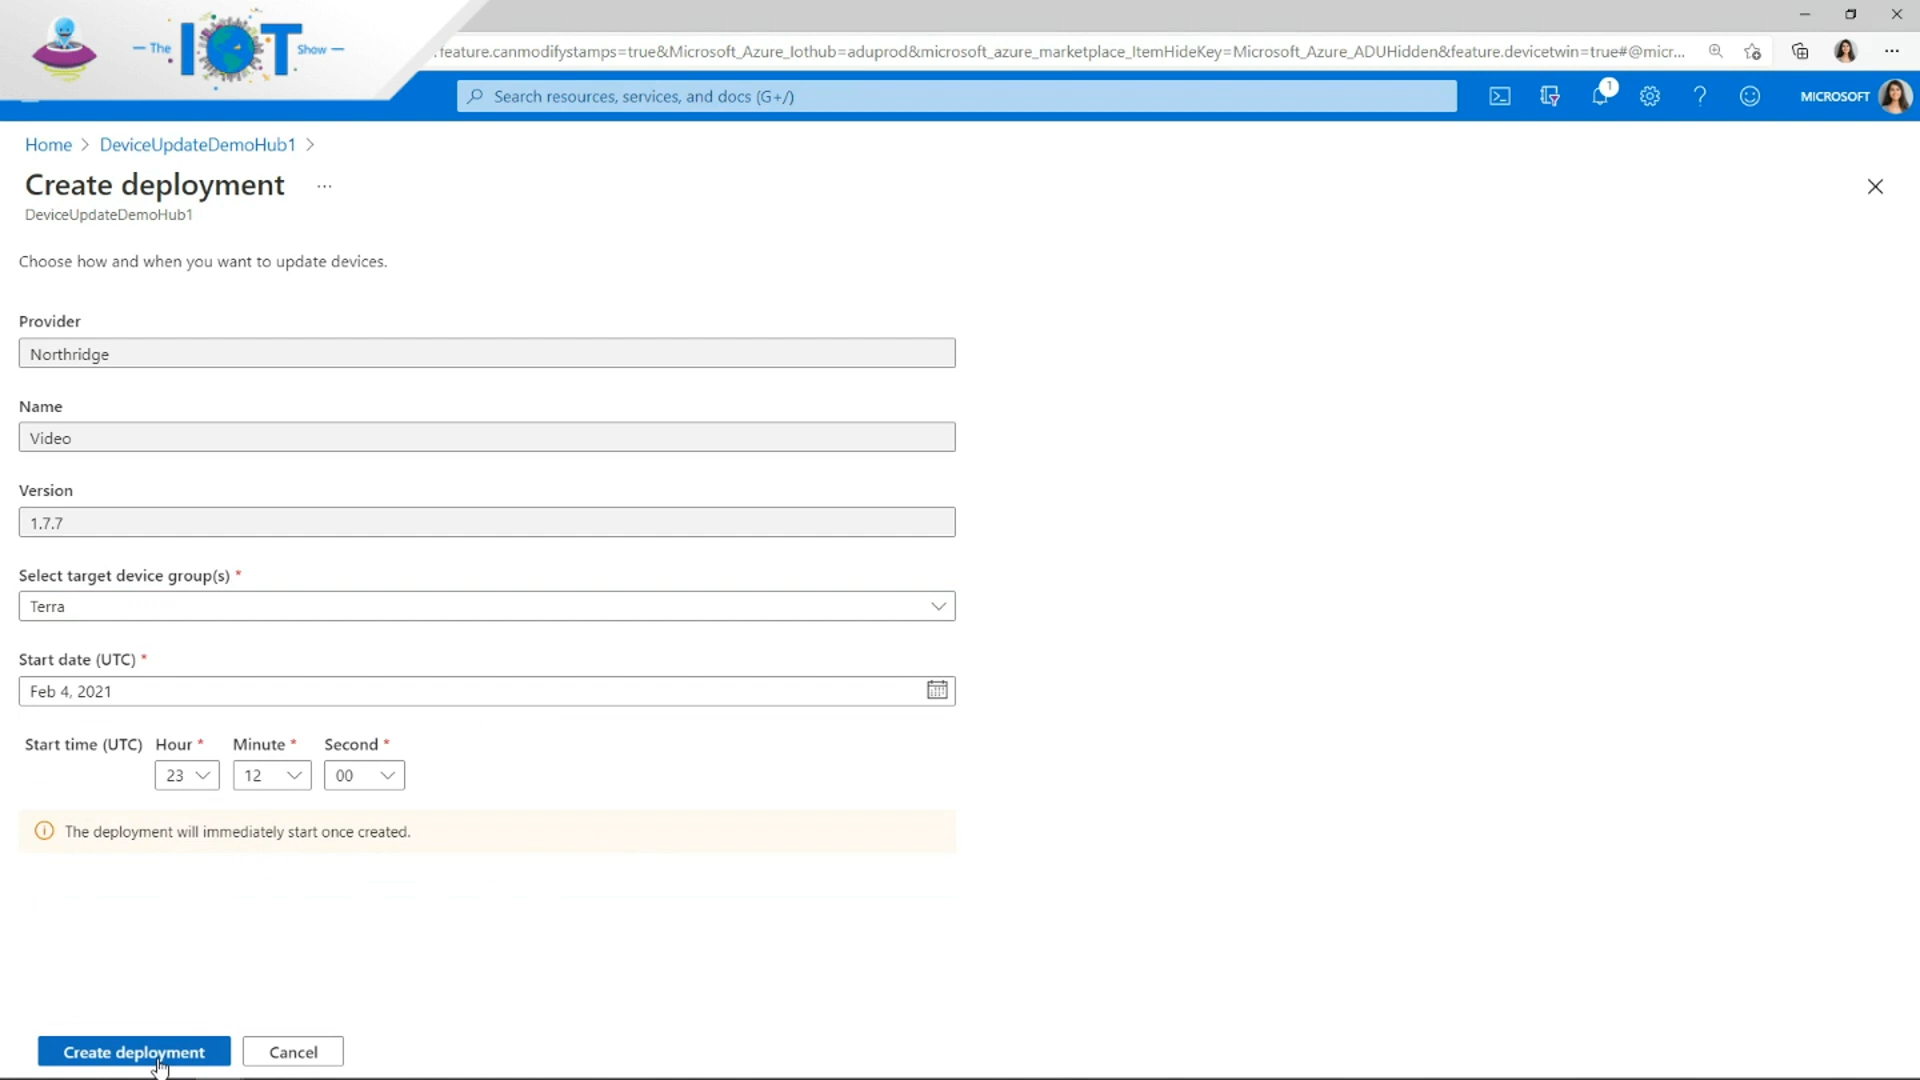 The IOT Show
.feature.canmodifystamps=true&Microsoft_Azure_Iothub=aduprod&microsoft_azure_marketplace_ItemHideKey=Microsoft_Azure_ADUHidden&feature.devicetwin=true#@micr...
Search resources, services, and docs (G+/)
1
MICROSOFT
Home > DeviceUpdateDemoHub1 >
Create deployment ...
DeviceUpdateDemoHub1
Choose how and when you want to update devices.
Provider
Northridge
Name
Video
Version
1.7.7
Select target device group(s) *
Terra
Start date (UTC) *
Feb 4, 2021
Start time (UTC) Hour * Minute * Second *
23 12 00
The deployment will immediately start once created.
Create deployment Cancel